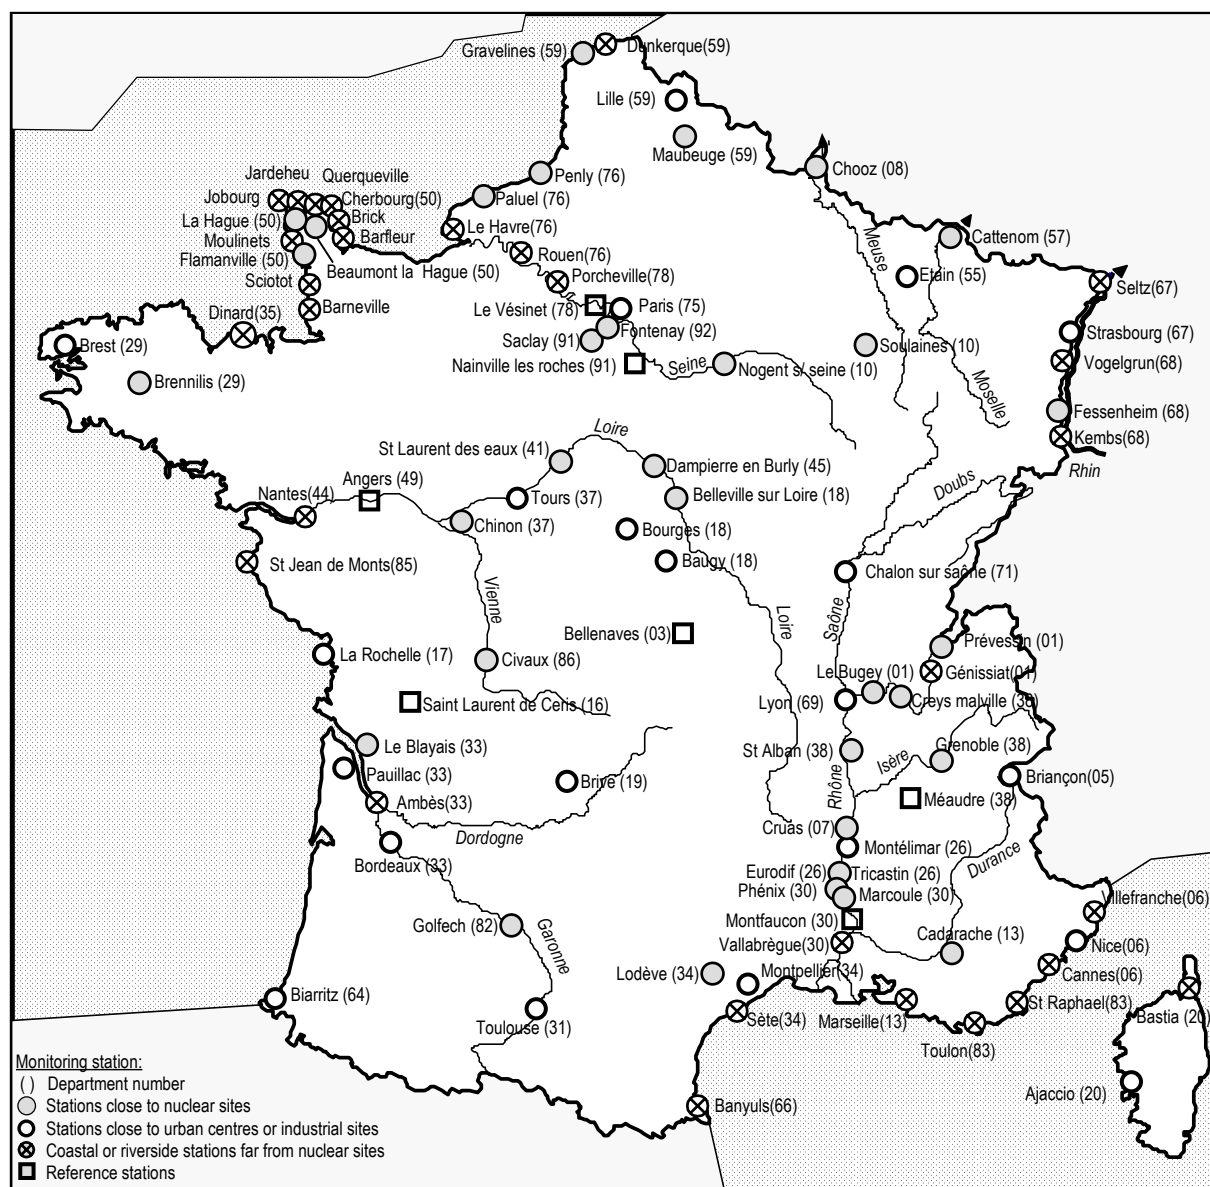 Gravelines (59)
Dunkerque(59)
Lille (59)
Maubeuge (59)
Chooz (08)
Jardeheu
Querqueville
Penly (76)
Jobourg
Cherbourg(50)
Paluel (76)
La Hague (50)
Brick
Le Havre(76)
Moulinets
Barfleur
Meuse
Cattenom (57)
Flamanville (50)
Rouen(76)
Beaumont la Hague (50)
Porcheville(78)
Etain (55)
Sciotot
Seltz(67)
Dinard(35)
Barneville
Le Vésinet (78)
Paris (75)
Fontenay (92)
Strasbourg (67)
Brest (29)
Saclay (91)
Soulaines (10)
Nainville les roches (91)
Seine
Nogent s/ seine (10)
Vogelgrun(68)
Brennilis (29)
Moselle
Fessenheim (68)
Loire
Kembs(68)
St Laurent des eaux (41)
Rhin
Dampierre en Burly (45)
Angers (49)
Doubs
Nantes(44)
Tours (37)
Belleville sur Loire (18)
Chinon (37)
Bourges (18)
St Jean de Monts(85)
Baugy (18)
Chalon sur saône (71)
Vienne
Loire
Saône
Bellenaves (03)
Prévessin (01)
La Rochelle (17)
Civaux (86)
Le Bugey (01)
Génissiat(01)
Saint Laurent de Ceris (16)
Lyon (69)
Creys malville (38)
Le Blayais (33)
St Alban (38)
Isère
Grenoble (38)
Pauillac (33)
Brive (19)
Rhône
Briançon(05)
Ambès(33)
Méaudre (38)
Dordogne
Cruas (07)
Bordeaux (33)
Montélimar (26)
Durance
Eurodif (26)
Tricastin (26)
Phénix (30)
Marcoule (30)
Villefranche(06)
Golfech (82)
Montfaucon (30)
Garonne
Vallabrègue(30)
Cadarache (13)
Nice(06)
Lodève (34)
Montpellier(34)
Cannes(06)
Biarritz (64)
St Raphael(83)
Toulouse (31)
Sète(34)
Marseille(13)
Bastia (20)
Toulon(83)
Ajaccio (20)
Banyuls(66)
Monitoring station:
( ) Department number
Stations close to nuclear sites
Stations close to urban centres or industrial sites
Coastal or riverside stations far from nuclear sites
Reference stations